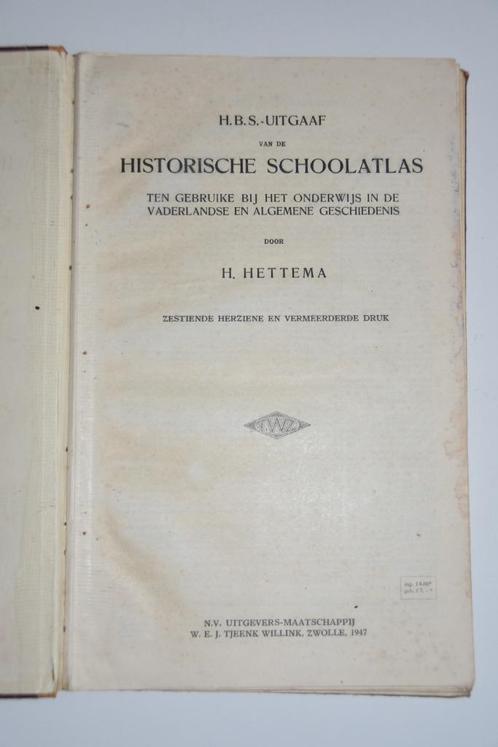 H.B.S.-UITGAAF
VAN DE
HISTORISCHE SCHOOLATLAS
TEN GEBRUIKE BIJ HET ONDERWIJS IN DE
VADERLANDSE EN ALGEMENE GESCHIEDENIS
DOOR
H. HETTEMA
ZESTIENDE HERZIENE EN VERMEERDERDE DRUK
N.V. UITGEVERS-MAATSCHAPPIJ
W. E. J. TJEENK WILLINK, ZWOLLE, 1947